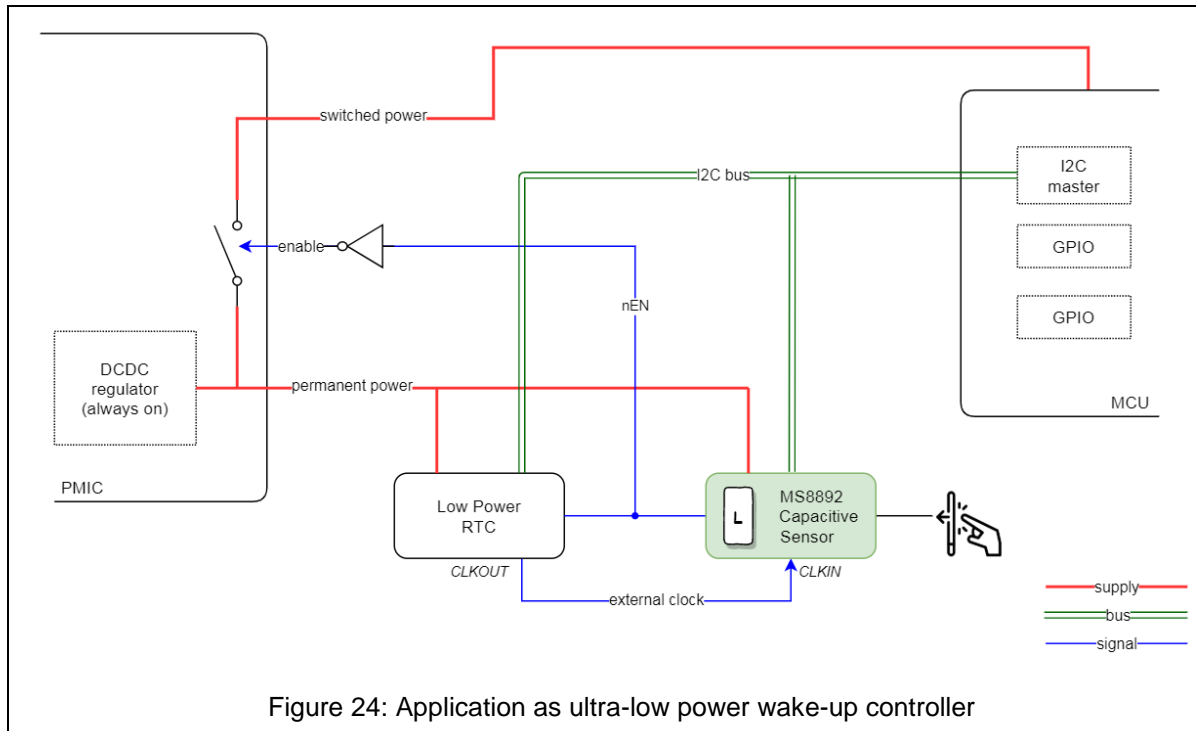 switched power
I2C bus
I2C
master
GPIO
GPIO
MCU
enable
nEN
DCDC
regulator
(always on)
permanent power
PMIC
Low Power
RTC
CLKOUT
L
MS8892
Capacitive
Sensor
CLKIN
external clock
supply
bus
signal
Figure 24: Application as ultra-low power wake-up controller